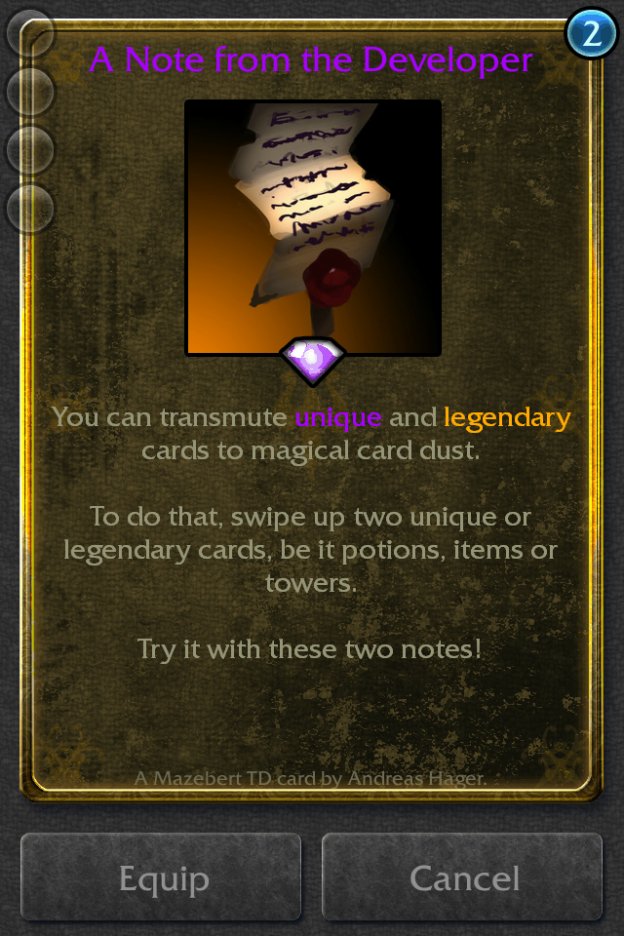 2
A Note from the Developer
You can transmute unique and legendary
cards to magical card dust.
To do that, swipe up two unique or
legendary cards, be it potions, items or
towers.
Try it with these two notes!
A Mazebert TD card by Andreas Hager.
Equip
Cancel